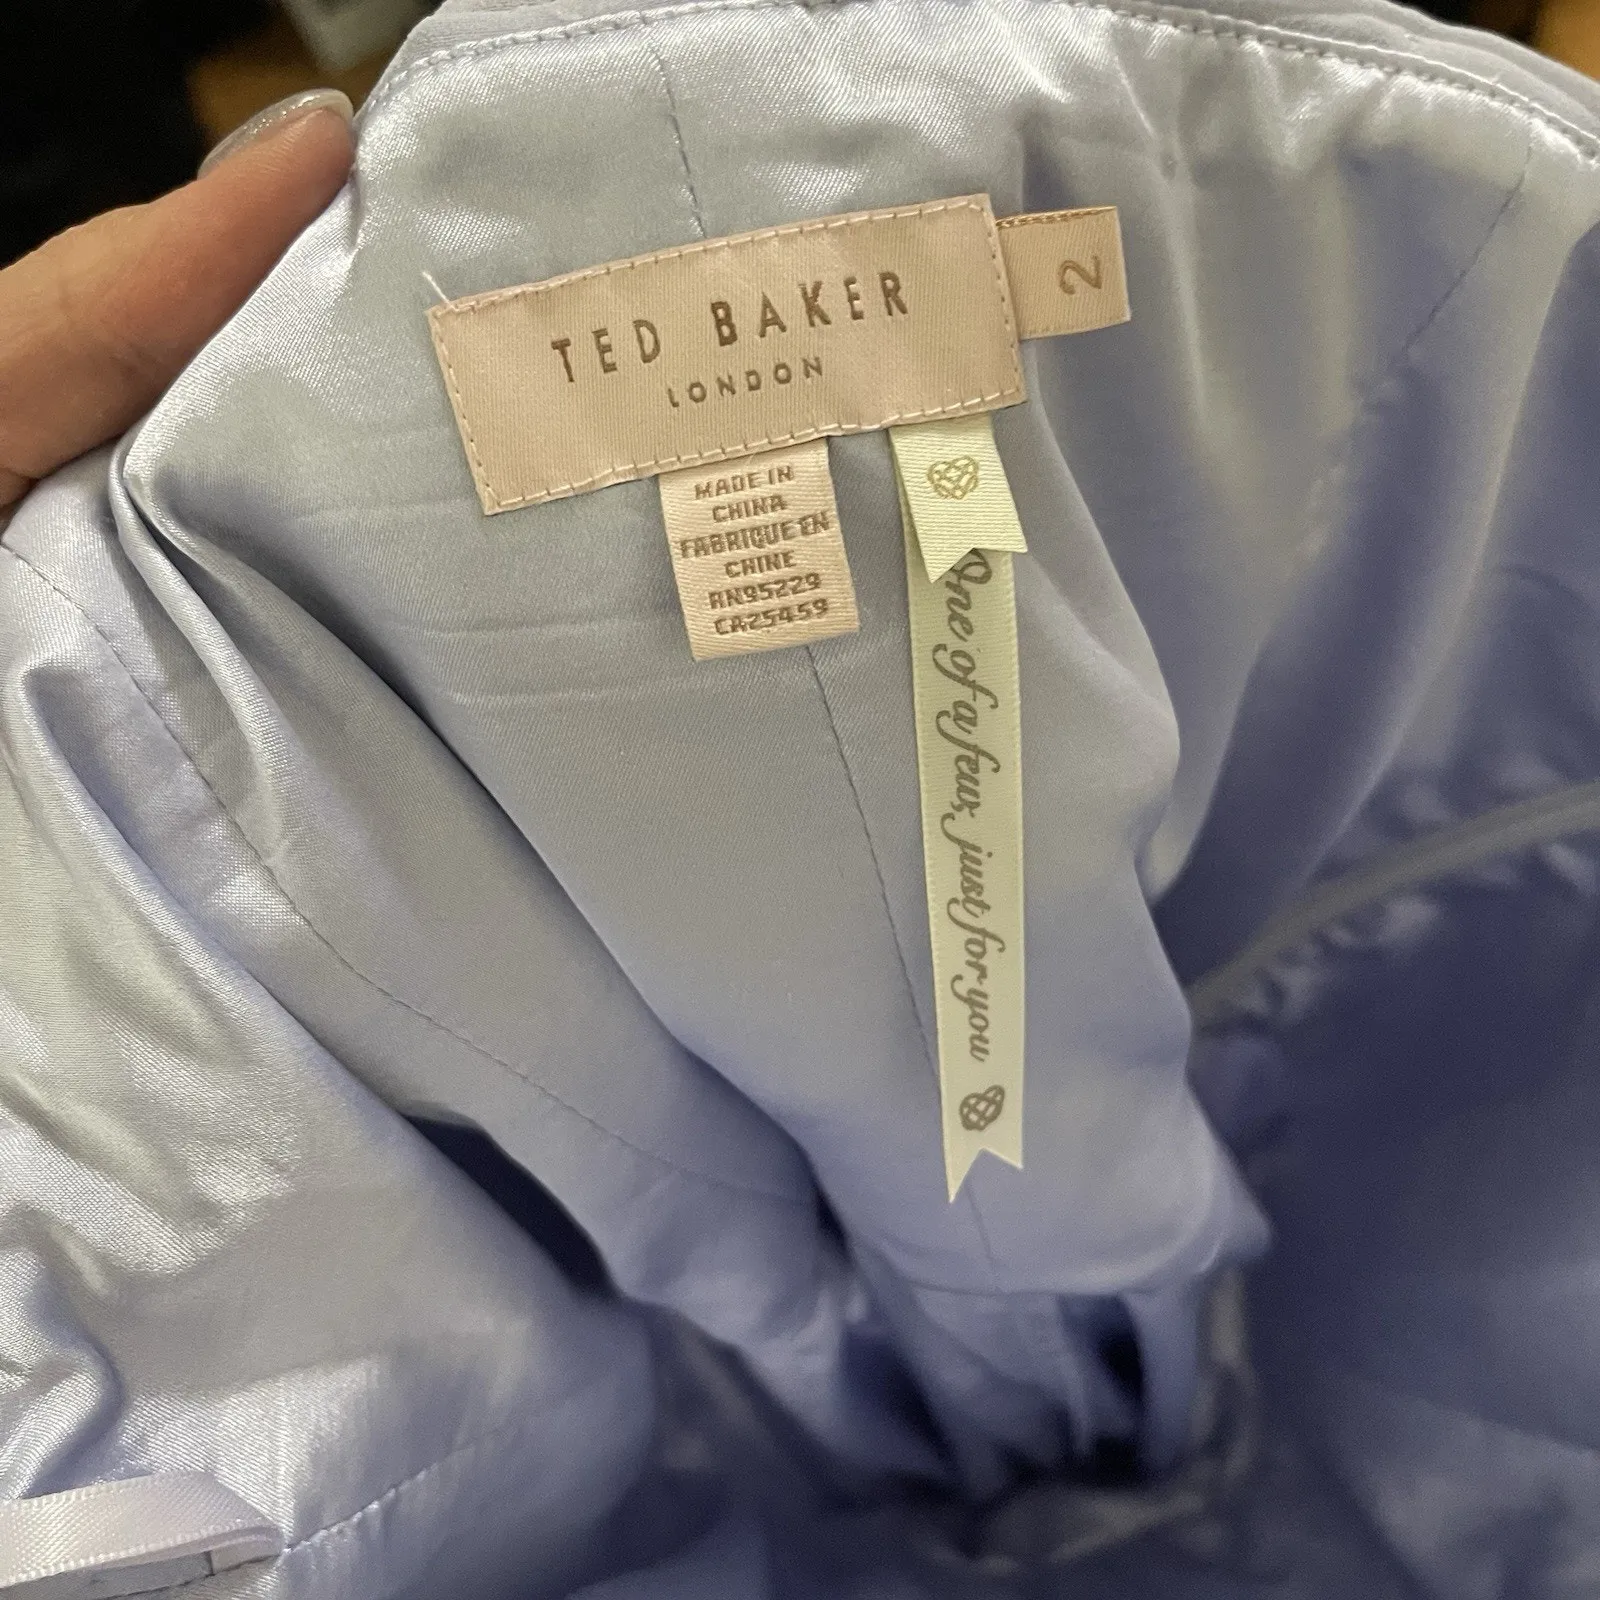 TED BAKER
LONDON
2
MADE IN
CHINA
FABRIQUE EN
CHINE
RN95229
CA25459
One of a few, just for you